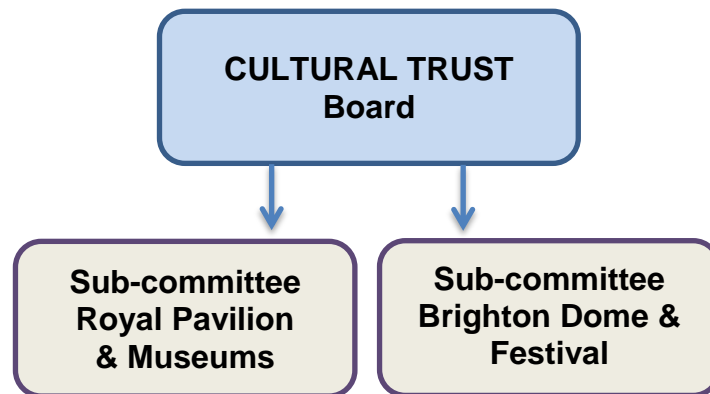 CULTURAL TRUST
Board
Sub-committee
Royal Pavilion
& Museums
Sub-committee
Brighton Dome &
Festival